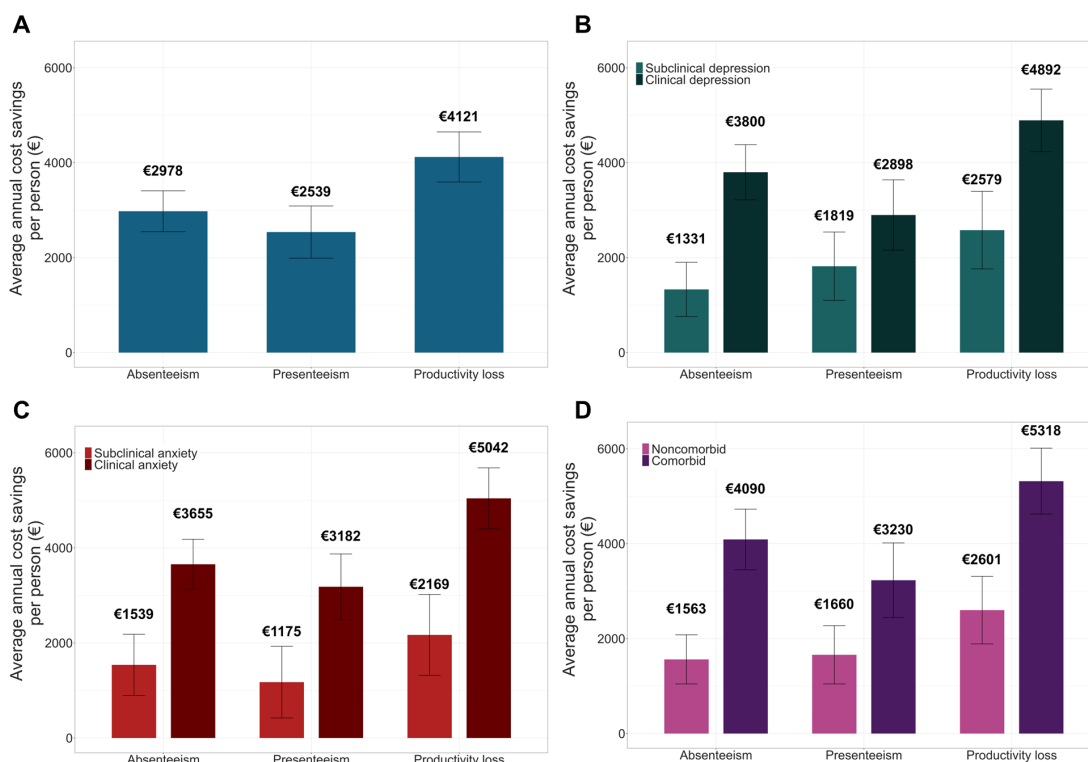 A
Average annual cost savings
per person (€)
6000
4000
2000
0
€2978
€2539
€4121
Absenteeism
Presenteeism
Productivity loss
B
Average annual cost savings
per person (€)
6000
4000
2000
0
Subclinical depression
Clinical depression
€1331
€3800
€1819
€2898
€2579
€4892
Absenteeism
Presenteeism
Productivity loss
C
Average annual cost savings
per person (€)
6000
4000
2000
0
Subclinical anxiety
Clinical anxiety
€1539
€3655
€1175
€3182
€2169
€5042
Absenteeism
Presenteeism
Productivity loss
D
Average annual cost savings
per person (€)
6000
4000
2000
0
Noncomorbid
Comorbid
€1563
€4090
€1660
€3230
€2601
€5318
Absenteeism
Presenteeism
Productivity loss